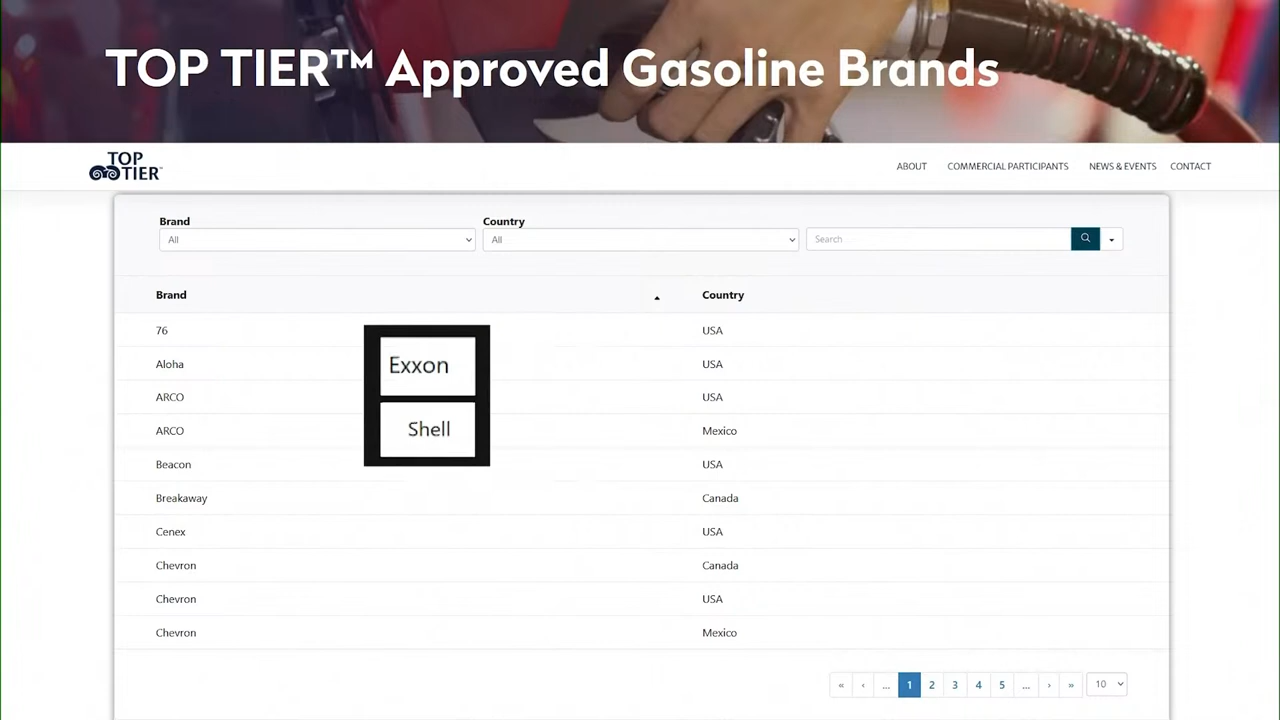 TOP TIER™ Approved Gasoline Brands
TOP TIER™
ABOUT COMMERCIAL PARTICIPANTS NEWS & EVENTS CONTACT
Brand Country
All All Search
Brand Country
76 USA
Aloha USA
ARCO USA
ARCO Mexico
Beacon USA
Breakaway Canada
Cenex USA
Chevron Canada
Chevron USA
Chevron Mexico
Exxon
Shell
« ‹ ... 1 2 3 4 5 ... › » 10